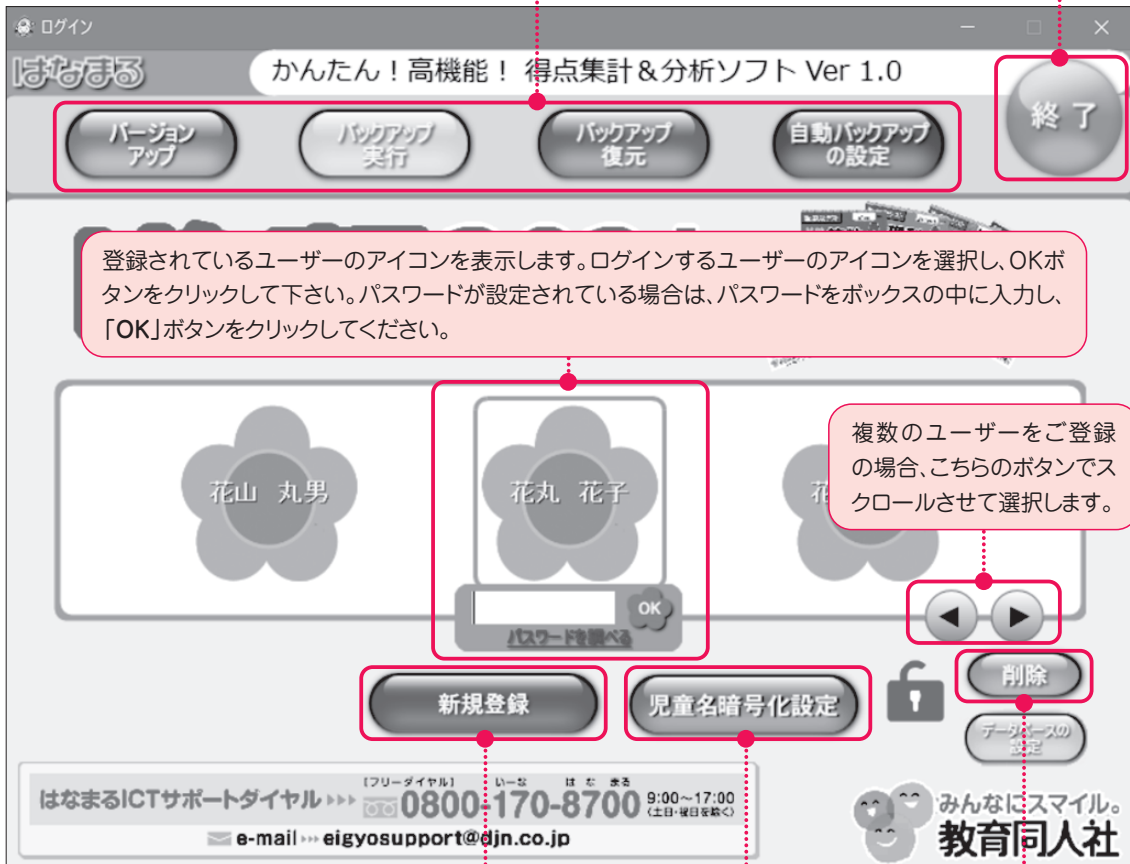 ログイン
はなまる
かんたん！高機能！ 得点集計＆分析ソフト Ver 1.0
終 了
バージョン
アップ
バックアップ
実行
バックアップ
復元
自動バックアップ
の設定
登録されているユーザーのアイコンを表示します。ログインするユーザーのアイコンを選択し、OKボ
タンをクリックして下さい。パスワードが設定されている場合は、パスワードをボックスの中に入力し、
「OK」ボタンをクリックしてください。
複数のユーザーをご登録
の場合、こちらのボタンでス
クロールさせて選択します。
花山 丸男
花丸 花子
花
OK
パスワードを調べる
新規登録
児童名暗号化設定
削除
データベースの
設定
[フリーダイヤル] いーな は な まる
はなまるICTサポートダイヤル 0800-170-8700 9:00～17:00
(土日・祝日を除く)
e-mail eigyosupport@djn.co.jp
みんなにスマイル。
教育同人社